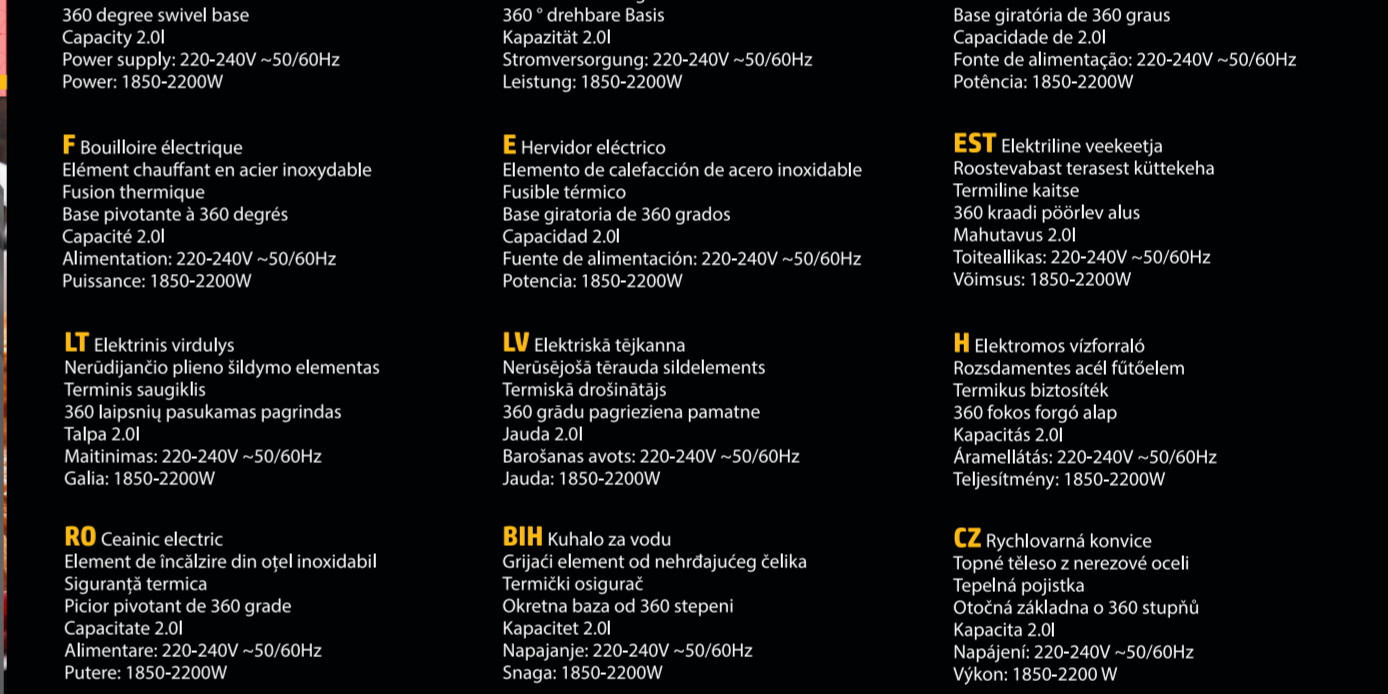 360 degree swivel base
Capacity 2.0l
Power supply: 220-240V ~50/60Hz
Power: 1850-2200W
360 ° drehbare Basis
Kapazität 2.0l
Stromversorgung: 220-240V ~50/60Hz
Leistung: 1850-2200W
Base giratória de 360 graus
Capacidade de 2.0l
Fonte de alimentação: 220-240V ~50/60Hz
Potência: 1850-2200W
F Bouilloire électrique
Elément chauffant en acier inoxydable
Fusion thermique
Base pivotante à 360 degrés
Capacité 2.0l
Alimentation: 220-240V ~50/60Hz
Puissance: 1850-2200W
E Hervidor eléctrico
Elemento de calefacción de acero inoxidable
Fusible térmico
Base giratoria de 360 grados
Capacidad 2.0l
Fuente de alimentación: 220-240V ~50/60Hz
Potencia: 1850-2200W
EST Elektriline veekeetja
Roostevabast terasest küttekeha
Termiline kaitse
360 kraadi pöörlev alus
Mahutavus 2.0l
Toiteallikas: 220-240V ~50/60Hz
Võimsus: 1850-2200W
LT Elektrinis virdulys
Nerūdijančio plieno šildymo elementas
Terminis saugiklis
360 laipsnių pasukamas pagrindas
Talpa 2.0l
Maitinimas: 220-240V ~50/60Hz
Galia: 1850-2200W
LV Elektriskā tējkanna
Nerūsējošā tērauda sildelements
Termiskā drošinātājs
360 grādu pagrieziena pamatne
Jauda 2.0l
Barošanas avots: 220-240V ~50/60Hz
Jauda: 1850-2200W
H Elektromos vízforraló
Rozsdamentes acél fűtőelem
Termikus biztosíték
360 fokos forgó alap
Kapacitás 2.0l
Áramellátás: 220-240V ~50/60Hz
Teljesítmény: 1850-2200W
RO Ceainic electric
Element de încălzire din oțel inoxidabil
Siguranță termica
Picior pivotant de 360 grade
Capacitate 2.0l
Alimentare: 220-240V ~50/60Hz
Putere: 1850-2200W
BIH Kuhalo za vodu
Grijaći element od nehrđajućeg čelika
Termički osigurač
Okretna baza od 360 stepeni
Kapacitet 2.0l
Napajanje: 220-240V ~50/60Hz
Snaga: 1850-2200W
CZ Rychlovarná konvice
Topné těleso z nerezové oceli
Tepelná pojistka
Otočná základna o 360 stupňů
Kapacita 2.0l
Napájení: 220-240V ~50/60Hz
Výkon: 1850-2200 W